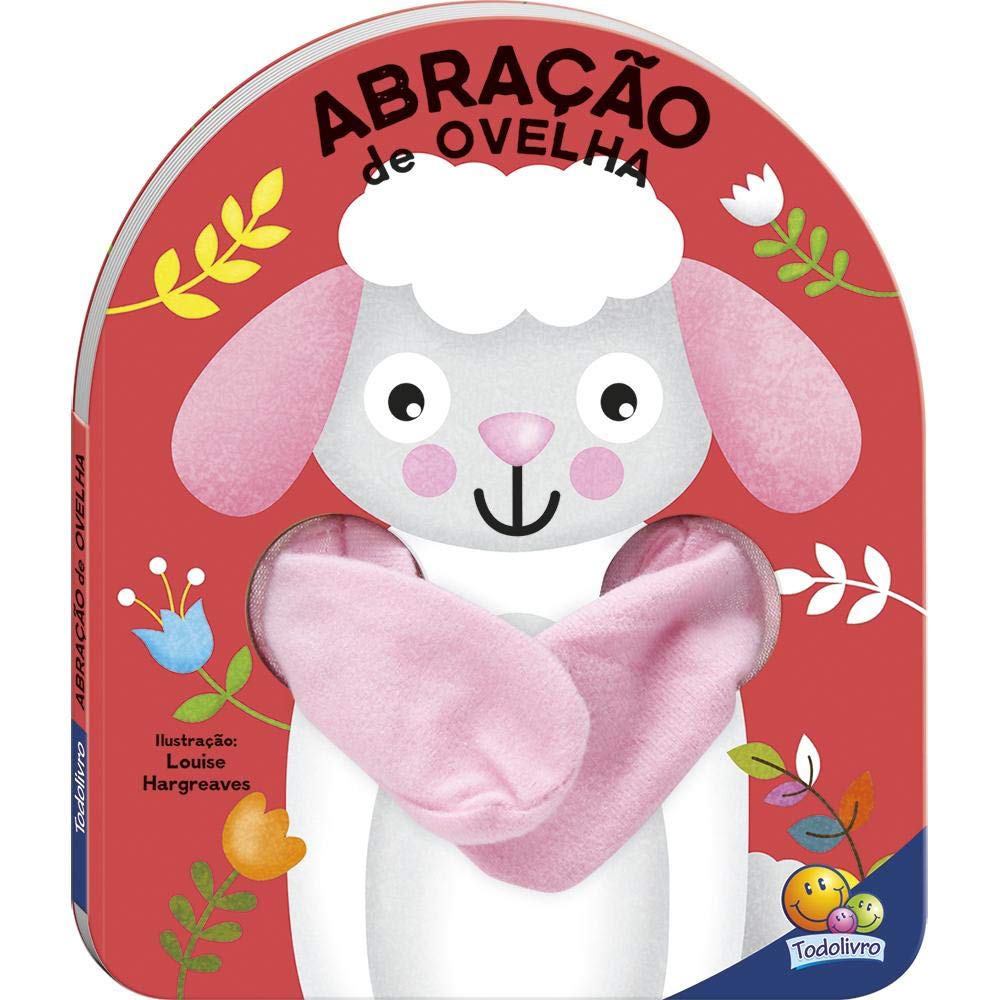 ABRAÇÃO
de OVELHA
ABRAÇÃO de OVELHA
Ilustração:
Louise
Hargreaves
Todolivro
Todolivro